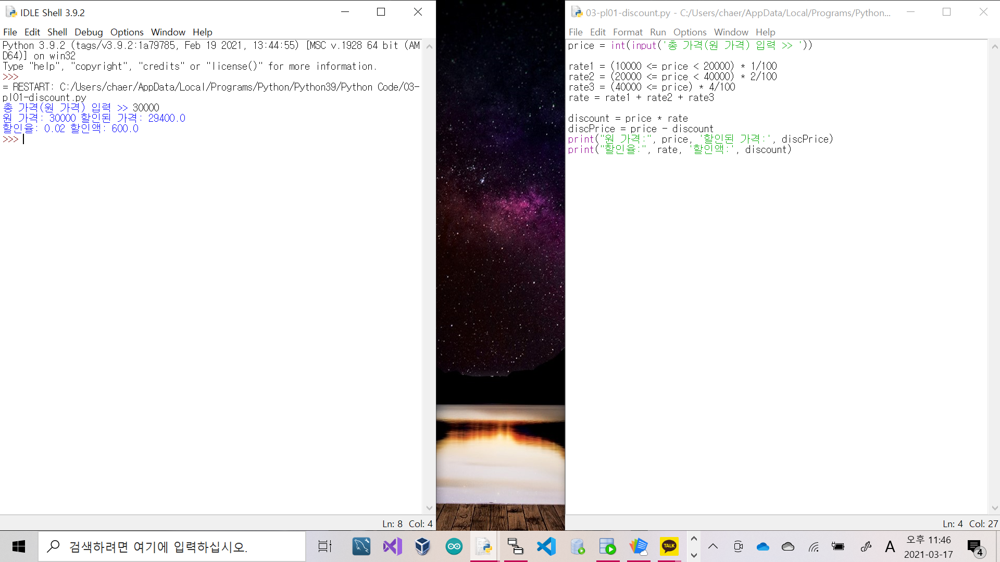 IDLE Shell 3.9.2
File Edit Shell Debug Options Window Help
Python 3.9.2 (tags/v3.9.2:1a79785, Feb 19 2021, 13:44:55) [MSC v.1928 64 bit (AM
D64)] on win32
Type "help", "copyright", "credits" or "license()" for more information.
>>>
= RESTART: C:/Users/chaer/AppData/Local/Programs/Python/Python39/Python Code/03-
pl01-discount.py
총 가격(원 가격) 입력 >> 30000
원 가격: 30000 할인된 가격: 29400.0
할인율: 0.02 할인액: 600.0
>>>
Ln: 8 Col: 4
03-pl01-discount.py - C:/Users/chaer/AppData/Local/Programs/Python...
File Edit Format Run Options Window Help
price = int(input('총 가격(원 가격) 입력 >> '))
rate1 = (10000 <= price < 20000) * 1/100
rate2 = (20000 <= price < 40000) * 2/100
rate3 = (40000 <= price) * 4/100
rate = rate1 + rate2 + rate3
discount = price * rate
discPrice = price - discount
print("원 가격:", price, '할인된 가격:', discPrice)
print("할인율:", rate, '할인액:', discount)
Ln: 4 Col: 27
검색하려면 여기에 입력하십시오.
TALK
A
오후 11:46
2021-03-17
4